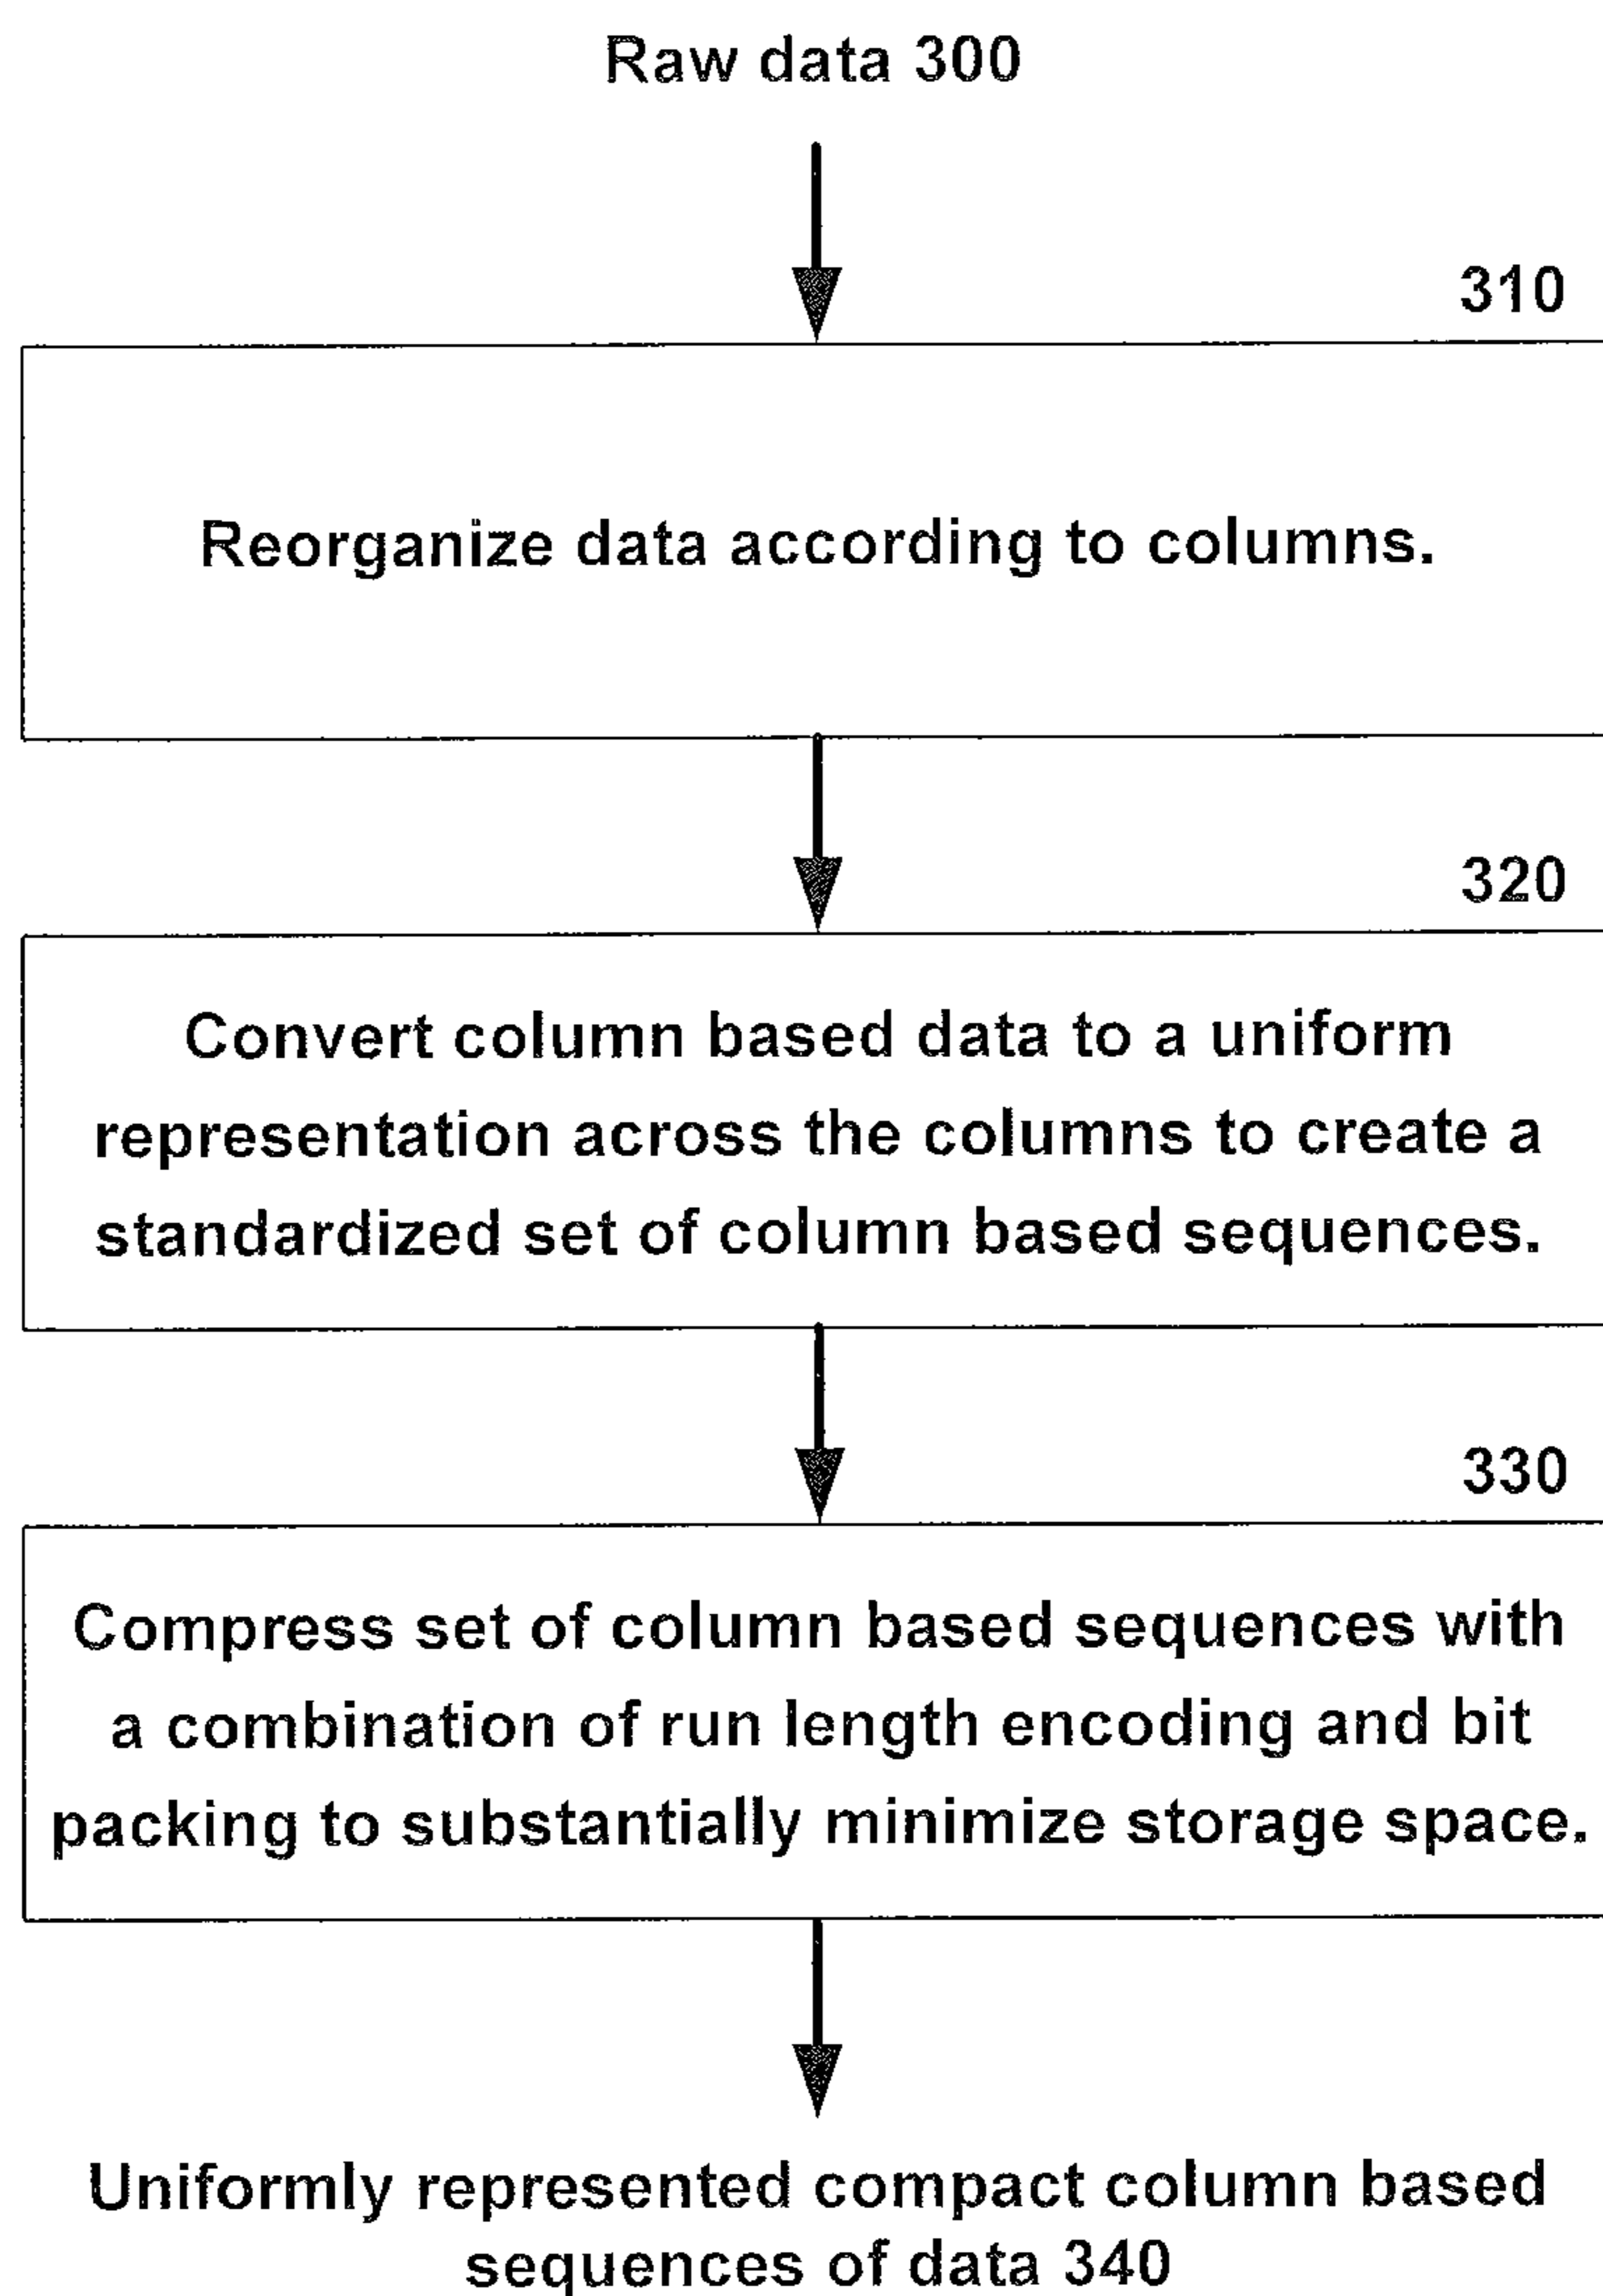 Raw data 300
310
Reorganize data according to columns.
320
Convert column based data to a uniform
representation across the columns to create a
standardized set of column based sequences.
330
Compress set of column based sequences with
a combination of run length encoding and bit
packing to substantially minimize storage space.
Uniformly represented compact column based
sequences of data 340